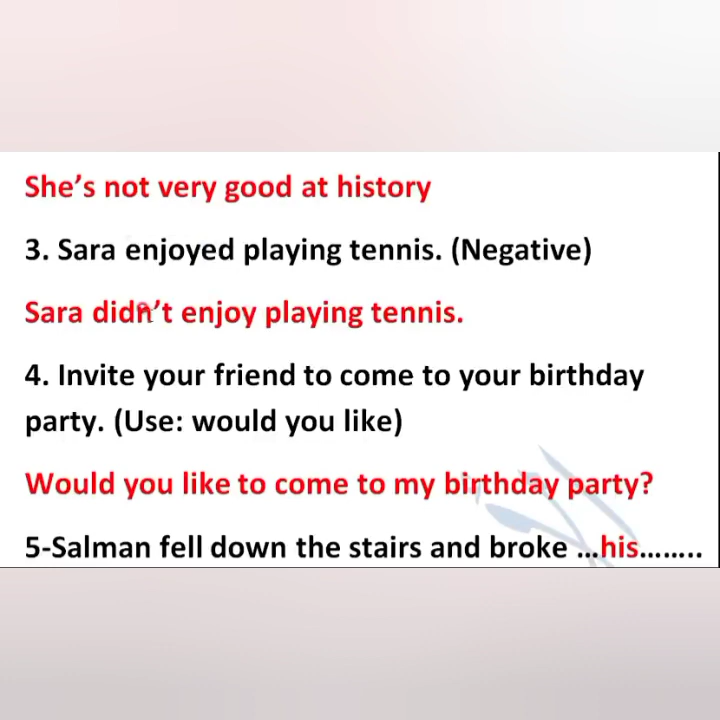 She's not very good at history
3. Sara enjoyed playing tennis. (Negative)
Sara didn't enjoy playing tennis.
4. Invite your friend to come to your birthday
party. (Use: would you like)
Would you like to come to my birthday party?
5-Salman fell down the stairs and broke ...his........